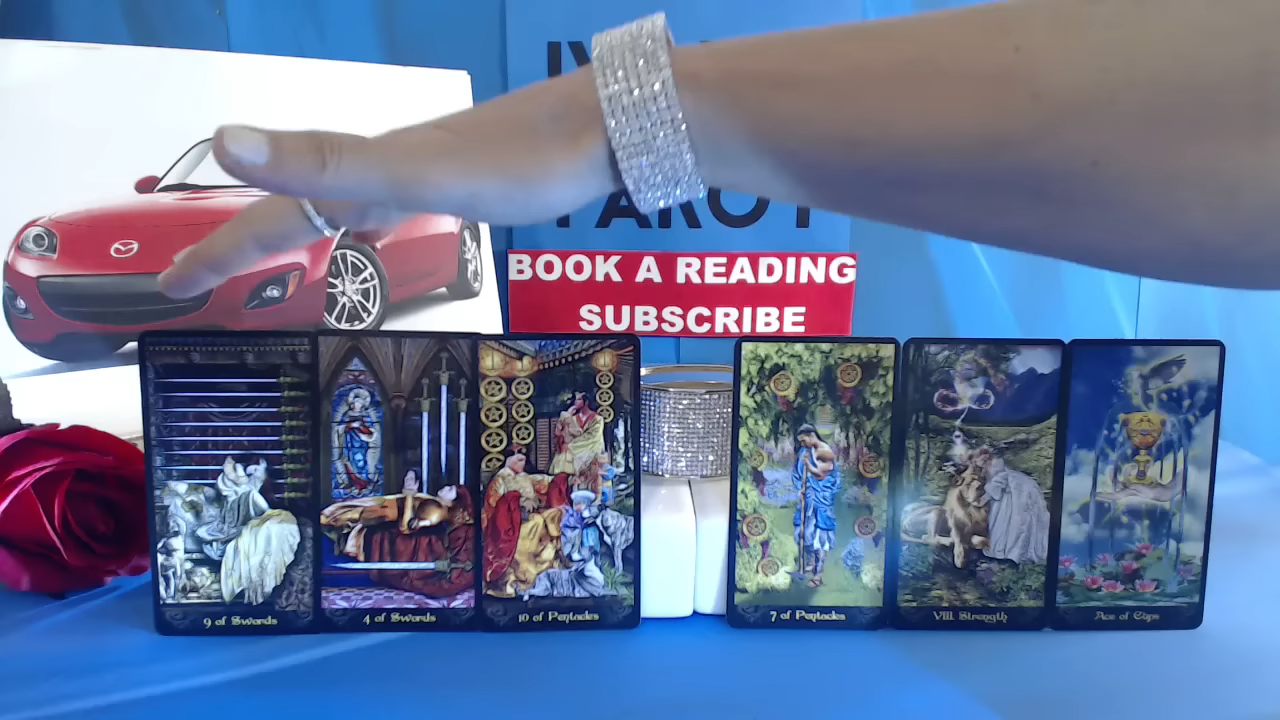 TAROT
BOOK A READING
SUBSCRIBE
9 of Swords
4 of Swords
10 of Pentacles
7 of Pentacles
VIII. Strength
Ace of Cups